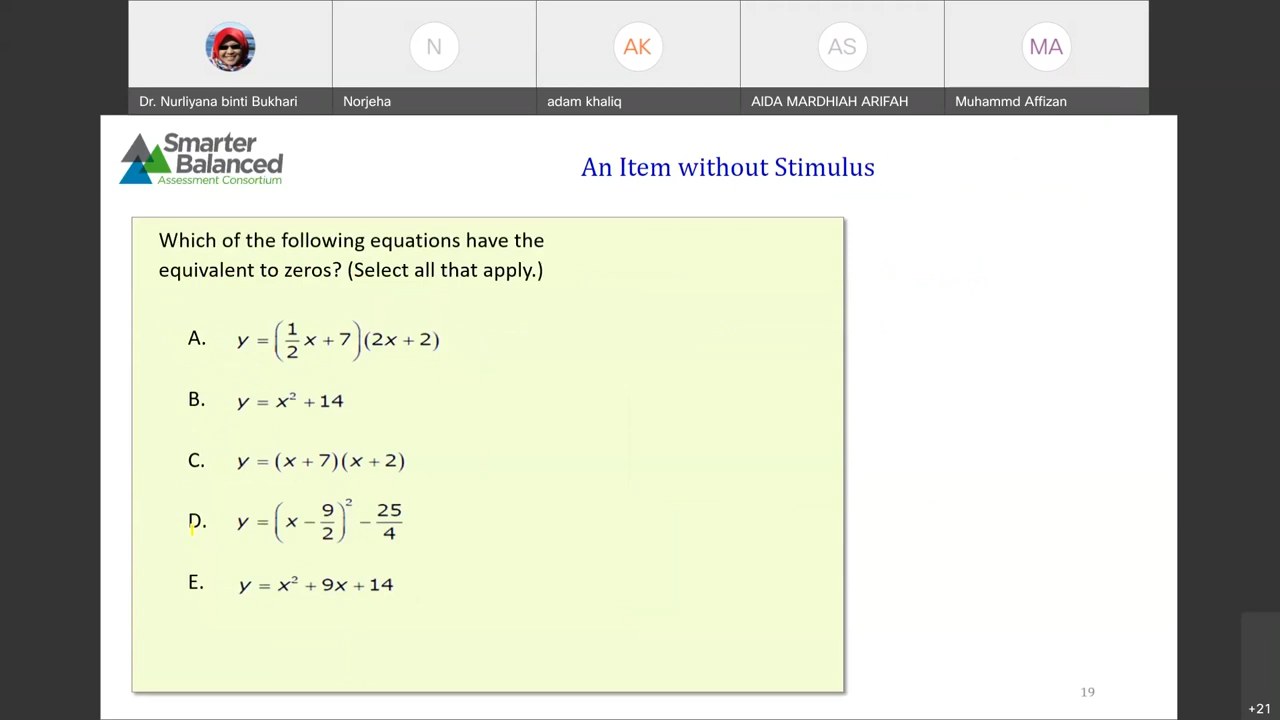 N
AK
AS
MA
Dr. Nurliyana binti Bukhari
Norjeha
adam khaliq
AIDA MARDHIAH ARIFAH
Muhammd Affizan
Smarter
Balanced
Assessment Consortium
An Item without Stimulus
Which of the following equations have the
equivalent to zeros? (Select all that apply.)
A. y = (1/2 x + 7)(2x + 2)
B. y = x² + 14
C. y = (x + 7)(x + 2)
D. y = (x − 9/2)² − 25/4
E. y = x² + 9x + 14
19
+21